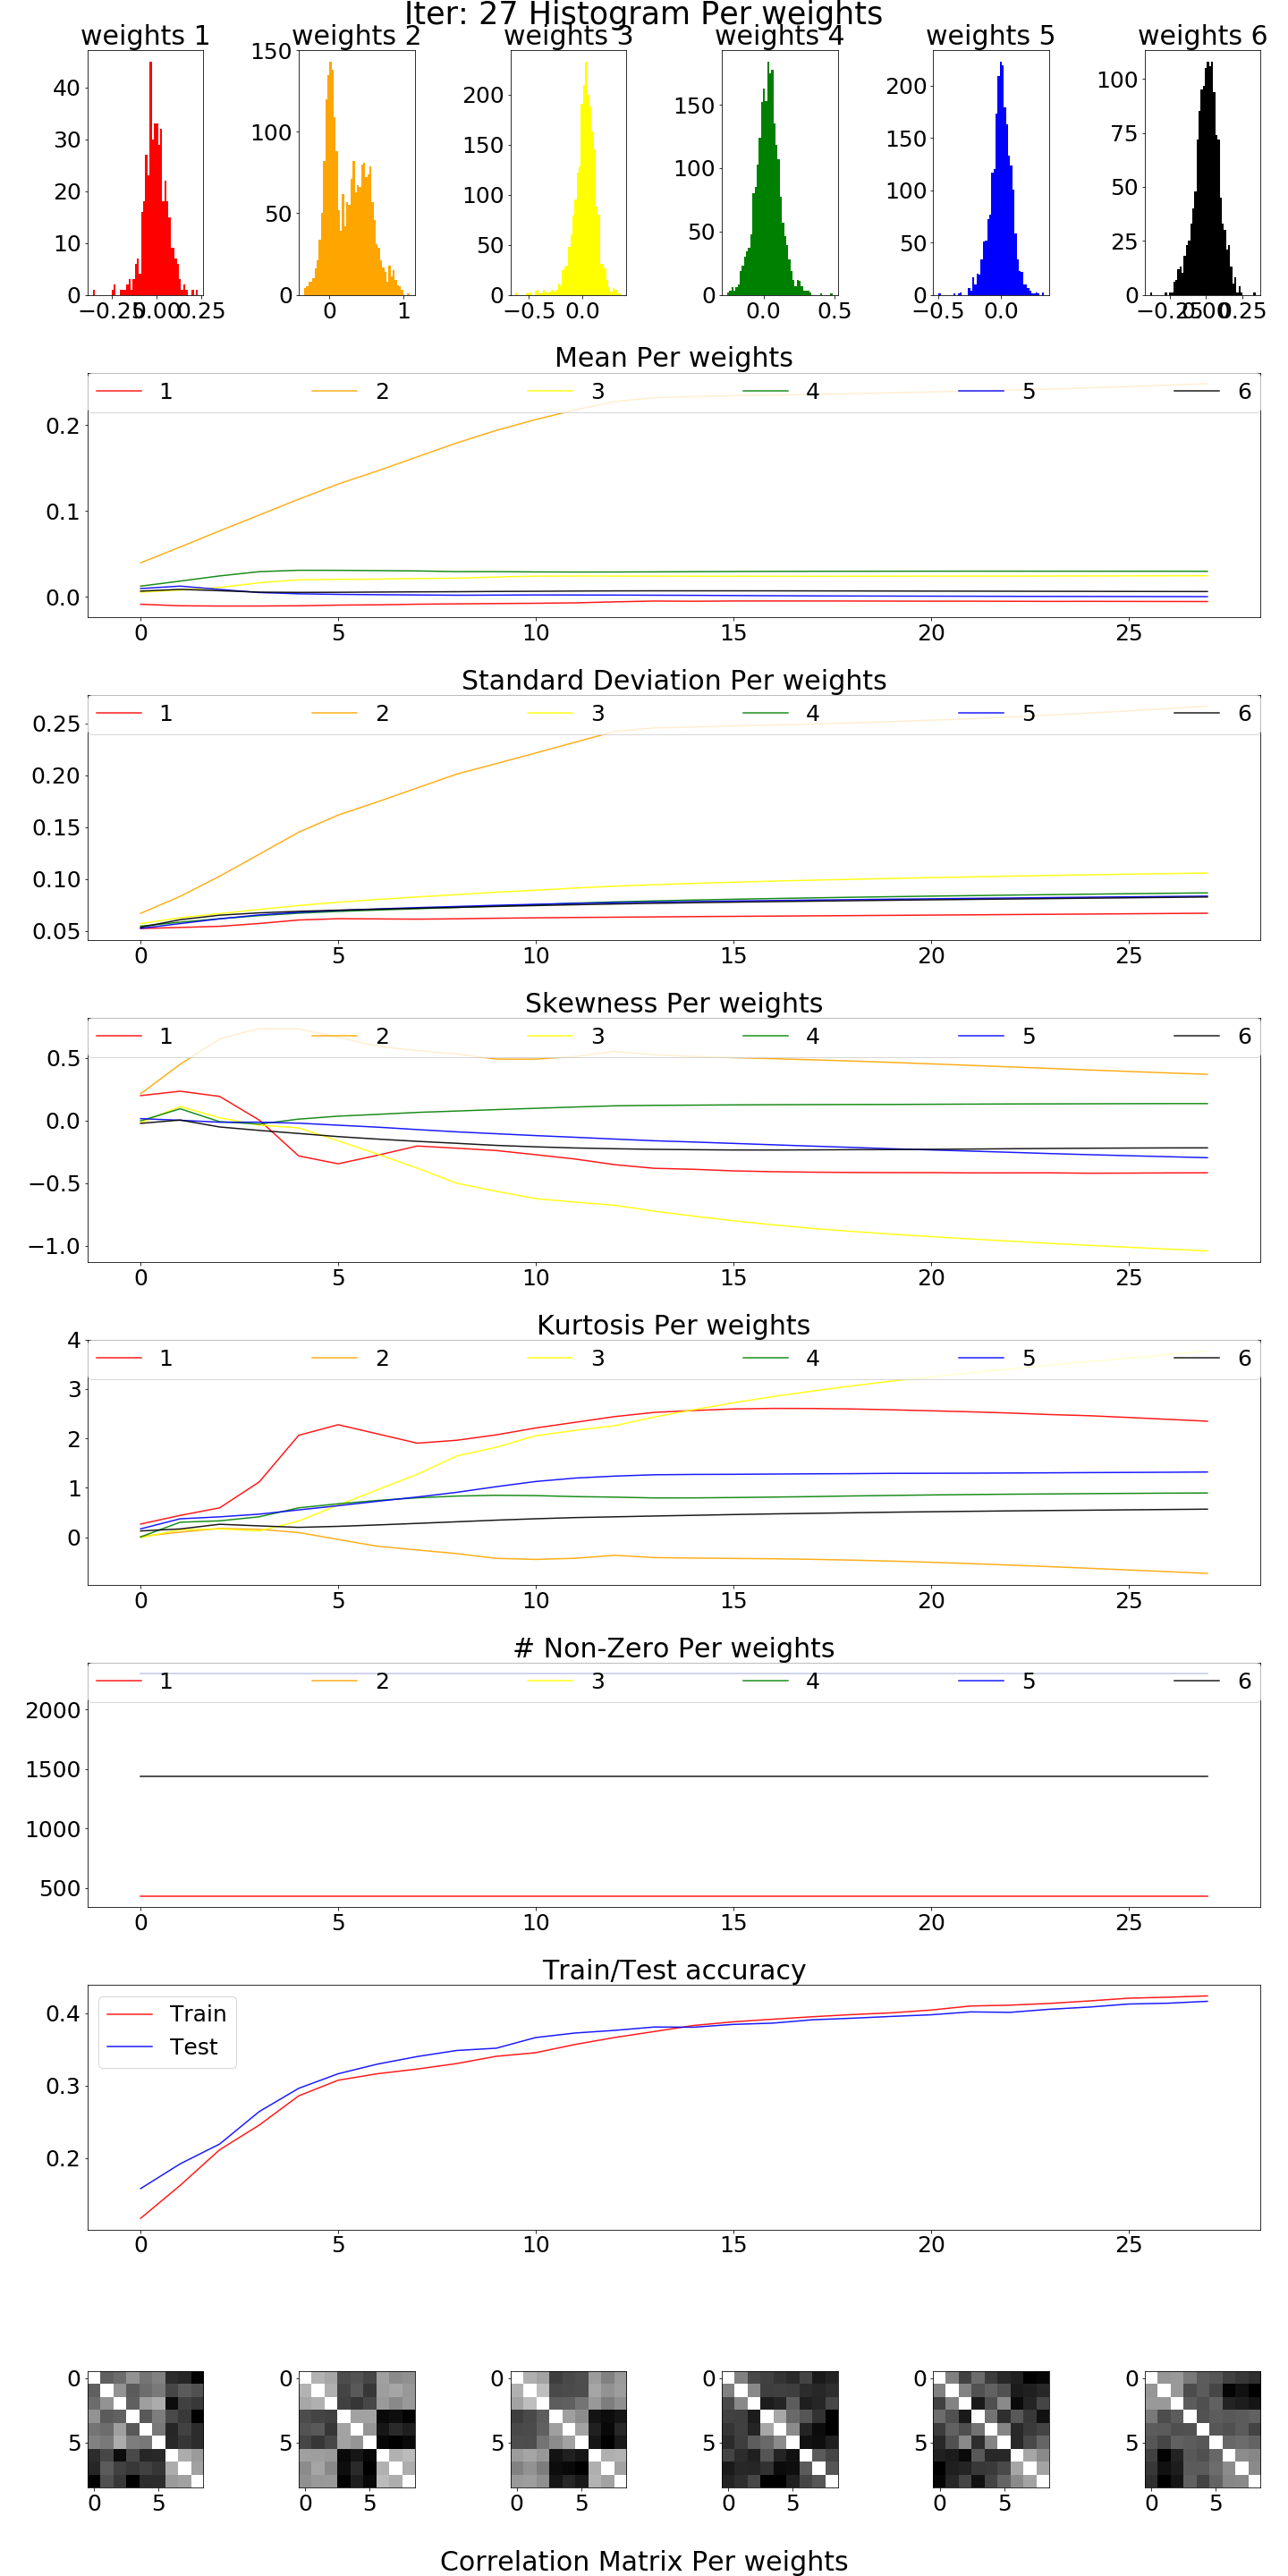 Iter: 27 Histogram Per weights
weights 1 weights 2 weights 3 weights 4 weights 5 weights 6
40
30
20
10
0
−0.25 0.00 0.25
150
100
50
0
0 1
200
150
100
50
0
−0.5 0.0
150
100
50
0
0.0 0.5
200
150
100
50
0
−0.5 0.0
100
75
50
25
0
−0.25 0.00 0.25
Mean Per weights
1 2 3 4 5 6
0.2
0.1
0.0
0 5 10 15 20 25
Standard Deviation Per weights
1 2 3 4 5 6
0.25
0.20
0.15
0.10
0.05
0 5 10 15 20 25
Skewness Per weights
1 2 3 4 5 6
0.5
0.0
−0.5
−1.0
0 5 10 15 20 25
Kurtosis Per weights
1 2 3 4 5 6
4
3
2
1
0
0 5 10 15 20 25
# Non-Zero Per weights
1 2 3 4 5 6
2000
1500
1000
500
0 5 10 15 20 25
Train/Test accuracy
Train
Test
0.4
0.3
0.2
0 5 10 15 20 25
0 0 0 0 0 0
5 5 5 5 5 5
0 5 0 5 0 5 0 5 0 5 0 5
Correlation Matrix Per weights